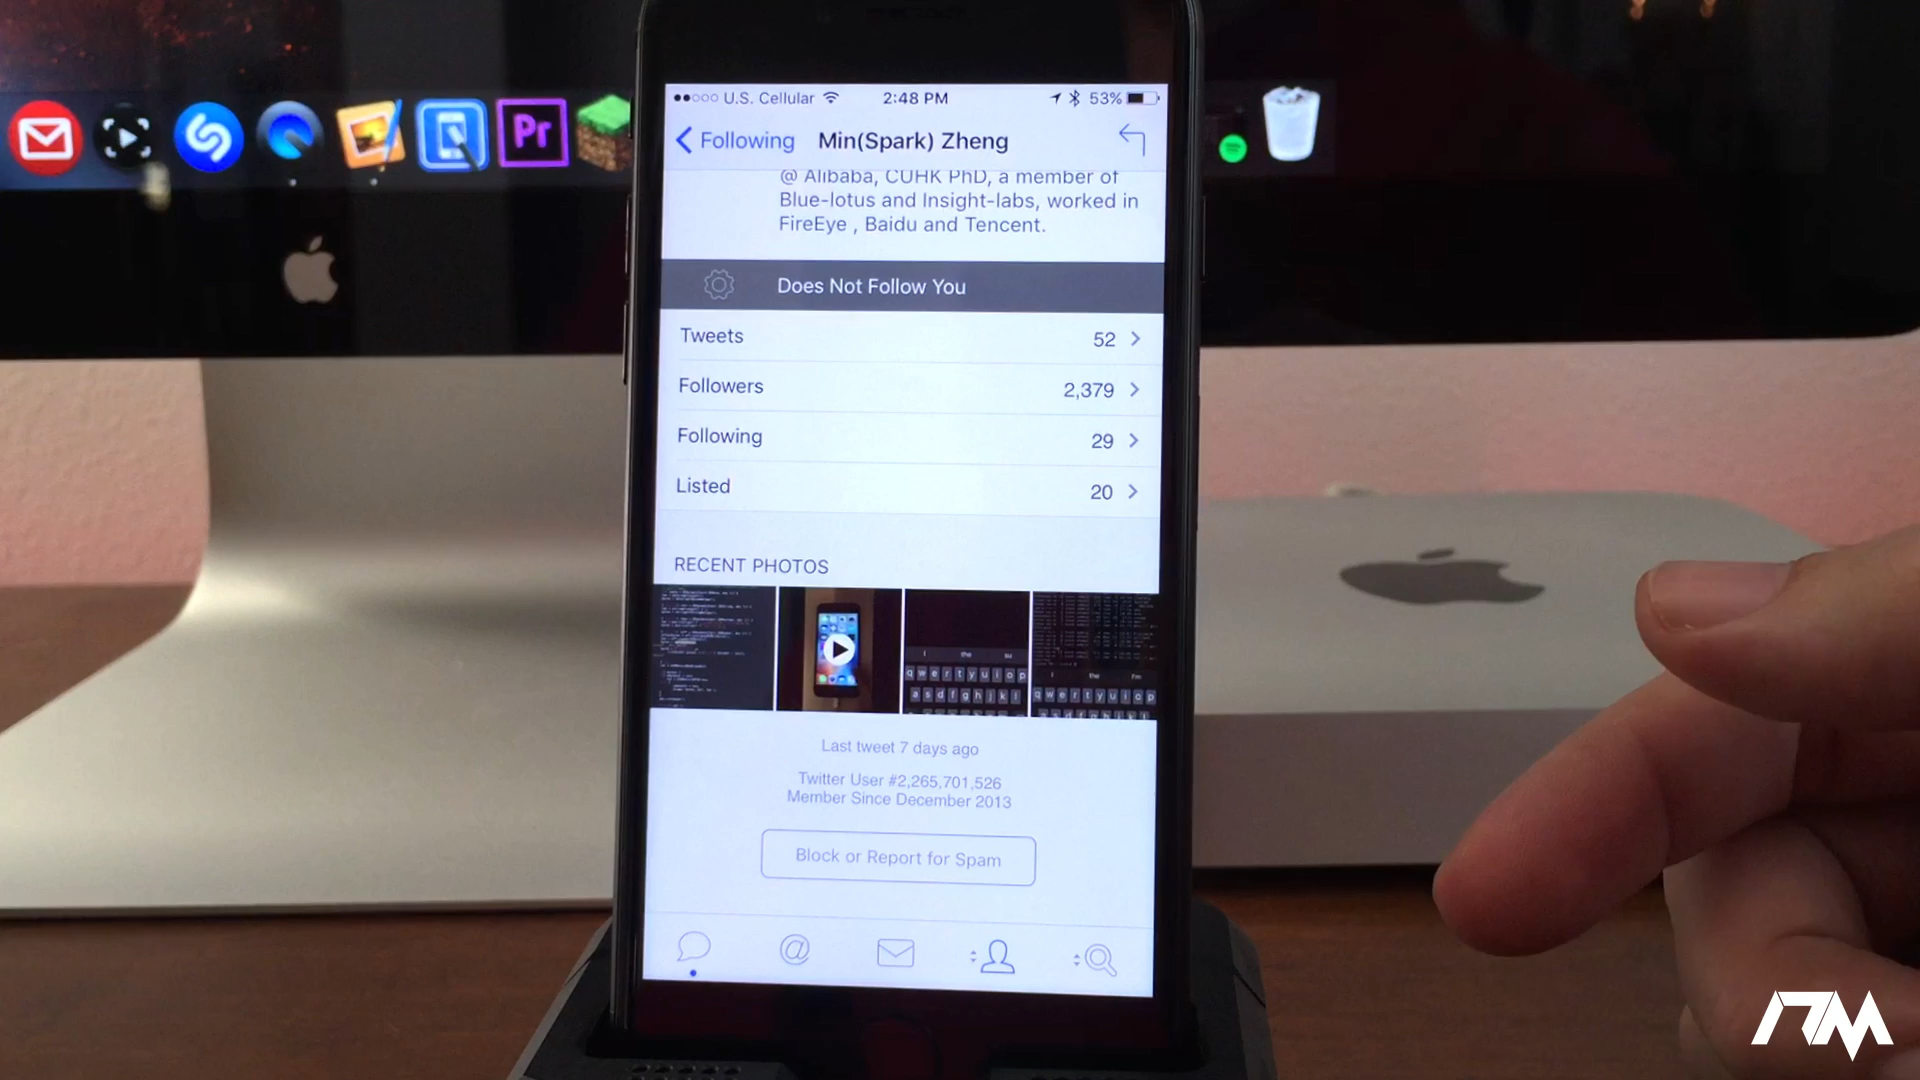 U.S. Cellular 2:48 PM 53%
Following Min(Spark) Zheng
@ Alibaba, CUHK PhD, a member of
Blue-lotus and Insight-labs, worked in
FireEye , Baidu and Tencent.
Does Not Follow You
Tweets 52
Followers 2,379
Following 29
Listed 20
RECENT PHOTOS
I the su
q w e r t y u i o p
a s d f g h j k l
I the I'm
q w e r t y u i o p
Last tweet 7 days ago
Twitter User #2,265,701,526
Member Since December 2013
Block or Report for Spam
@
Pr